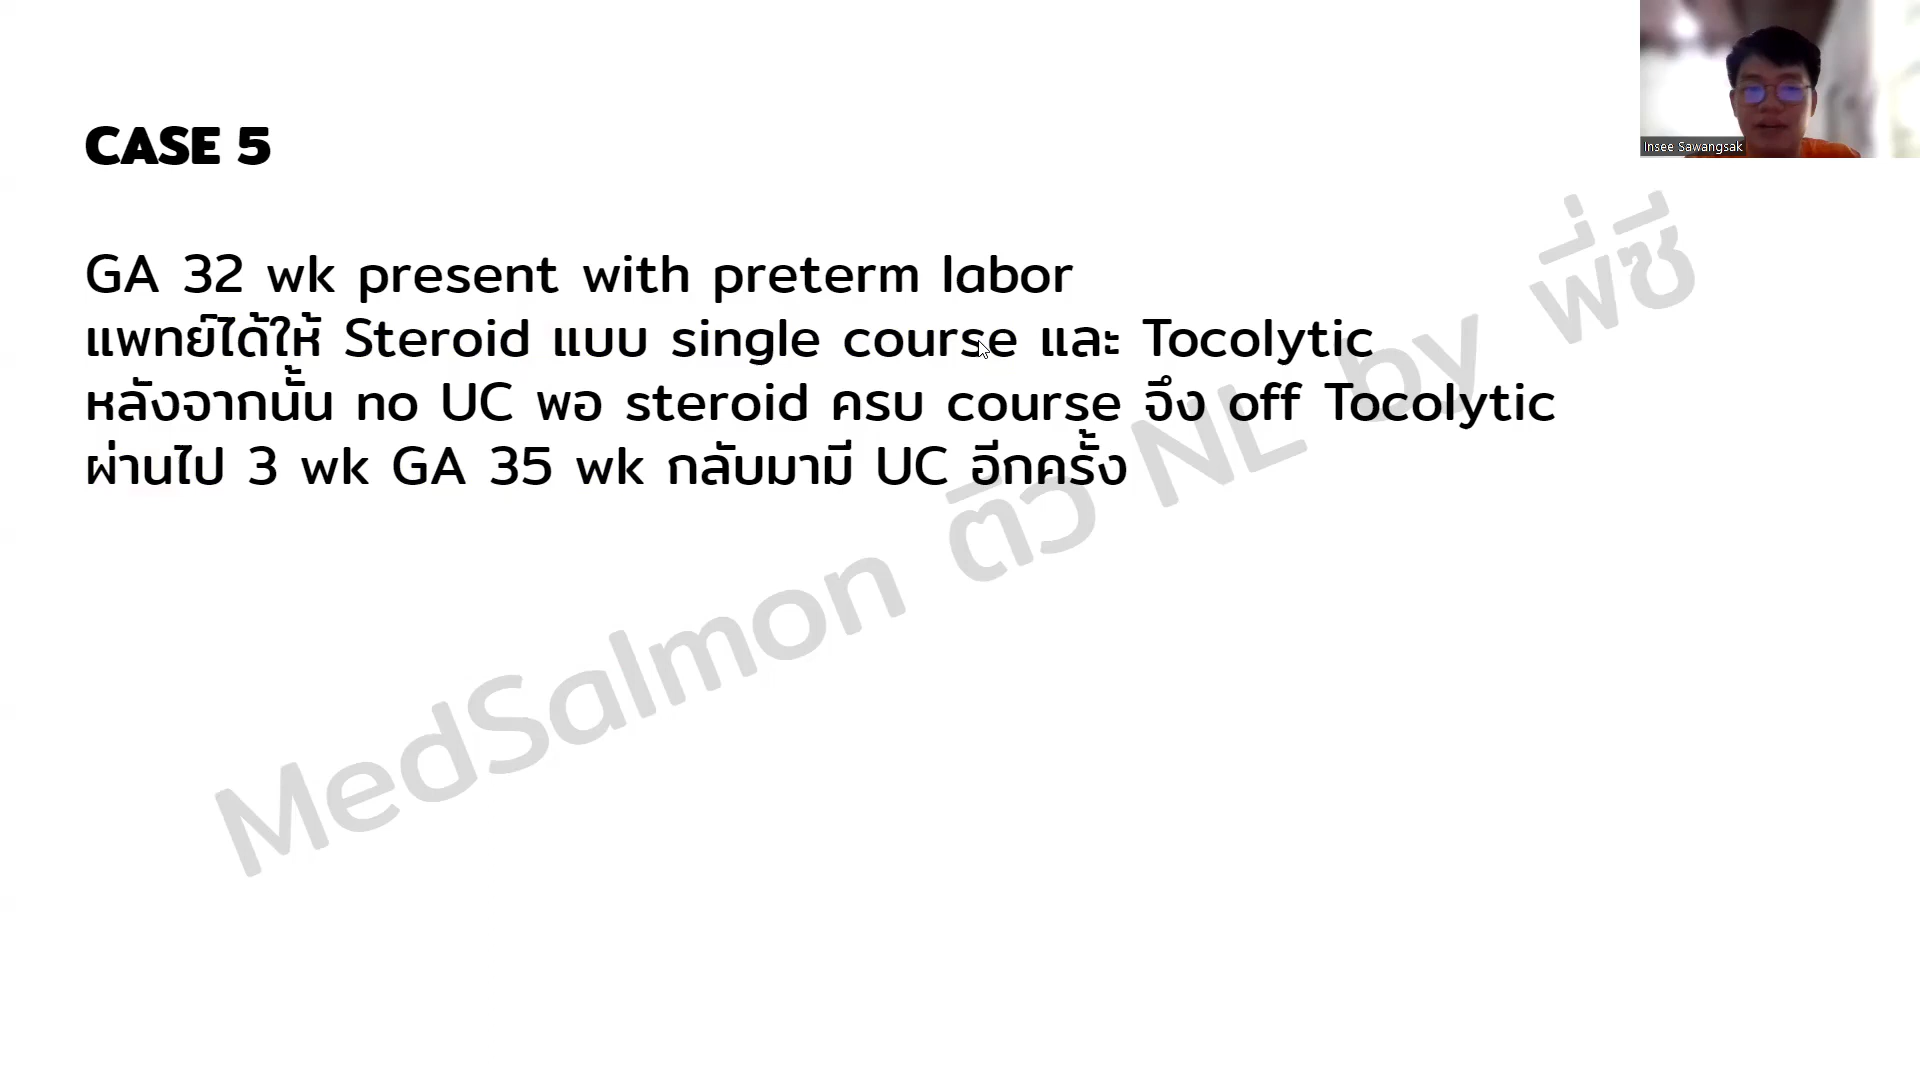 Insee Sawangsak
CASE 5
GA 32 wk present with preterm labor
แพทย์ได้ให้ Steroid แบบ single course และ Tocolytic
หลังจากนั้น no UC พอ steroid ครบ course จึง off Tocolytic
ผ่านไป 3 wk GA 35 wk กลับมามี UC อีกครั้ง
MedSalmon ติว NL by พี่ซี